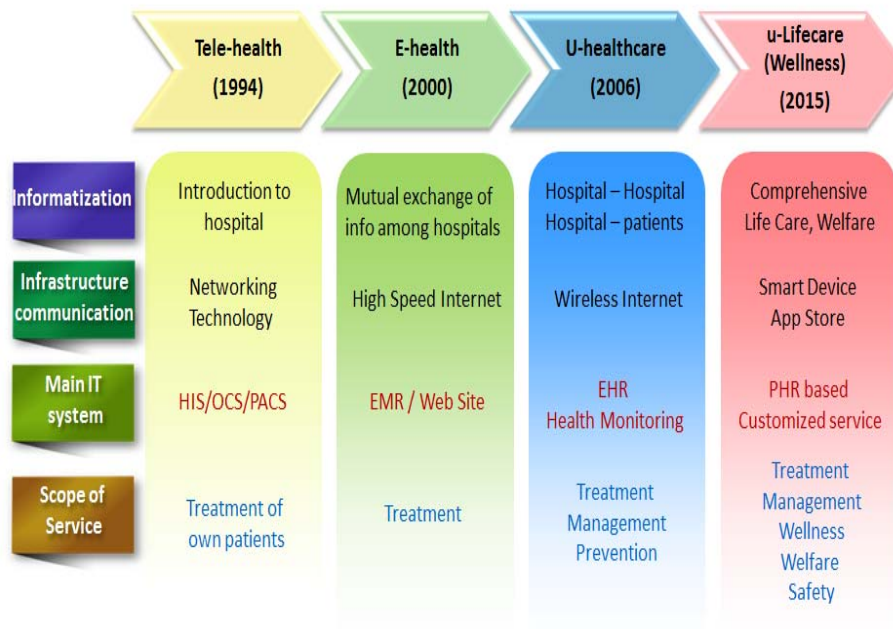 Tele-health
(1994)
E-health
(2000)
U-healthcare
(2006)
u-Lifecare
(Wellness)
(2015)
Informatization
Introduction to
hospital
Mutual exchange of
info among hospitals
Hospital – Hospital
Hospital – patients
Comprehensive
Life Care, Welfare
Infrastructure
communication
Networking
Technology
High Speed Internet
Wireless Internet
Smart Device
App Store
Main IT
system
HIS/OCS/PACS
EMR / Web Site
EHR
Health Monitoring
PHR based
Customized service
Scope of
Service
Treatment of
own patients
Treatment
Treatment
Management
Prevention
Treatment
Management
Wellness
Welfare
Safety